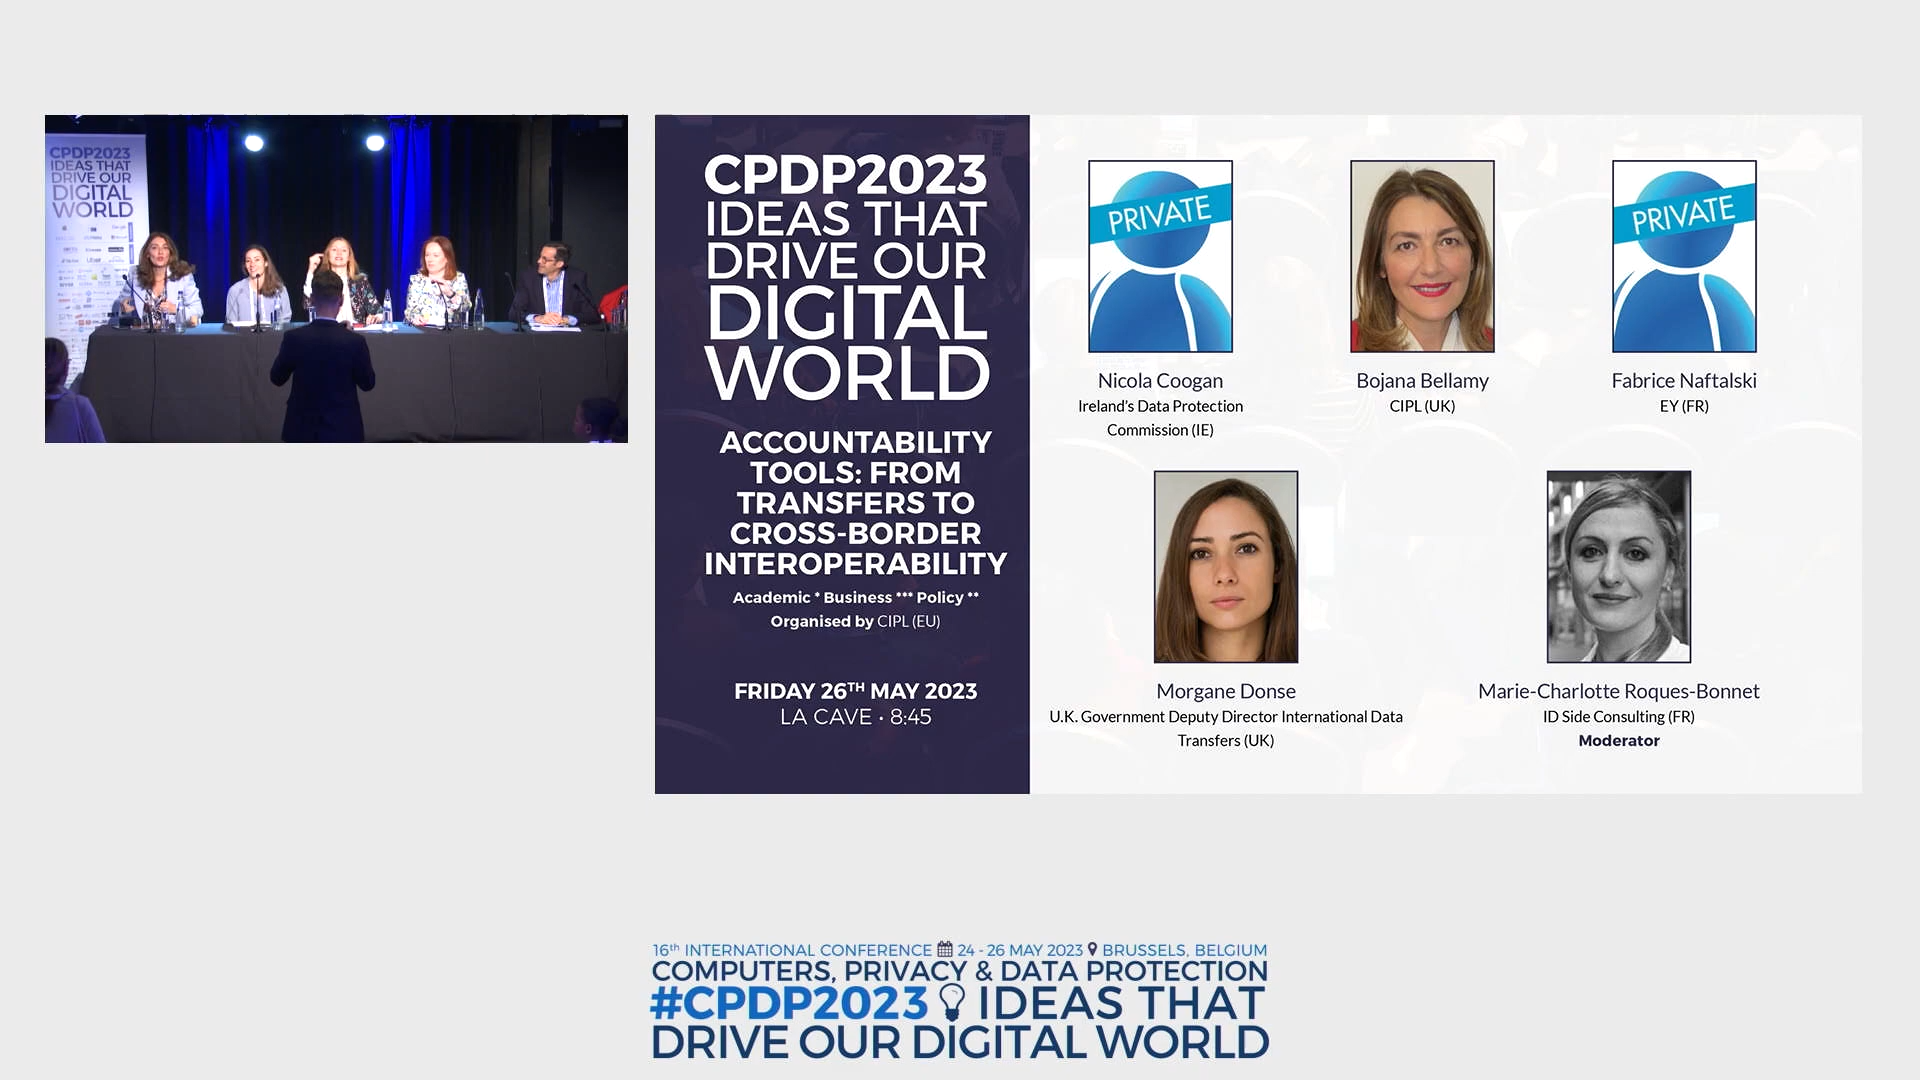 CPDP2023
IDEAS THAT
DRIVE OUR
DIGITAL
WORLD
CPDP2023
IDEAS THAT
DRIVE OUR
DIGITAL
WORLD
ACCOUNTABILITY
TOOLS: FROM
TRANSFERS TO
CROSS-BORDER
INTEROPERABILITY
Academic * Business *** Policy **
Organised by CIPL (EU)
FRIDAY 26TH MAY 2023
LA CAVE • 8:45
PRIVATE
Nicola Coogan
Ireland's Data Protection
Commission (IE)
Bojana Bellamy
CIPL (UK)
PRIVATE
Fabrice Naftalski
EY (FR)
Morgane Donse
U.K. Government Deputy Director International Data
Transfers (UK)
Marie-Charlotte Roques-Bonnet
ID Side Consulting (FR)
Moderator
16th INTERNATIONAL CONFERENCE 24 - 26 MAY 2023 BRUSSELS, BELGIUM
COMPUTERS, PRIVACY & DATA PROTECTION
#CPDP2023 IDEAS THAT
DRIVE OUR DIGITAL WORLD